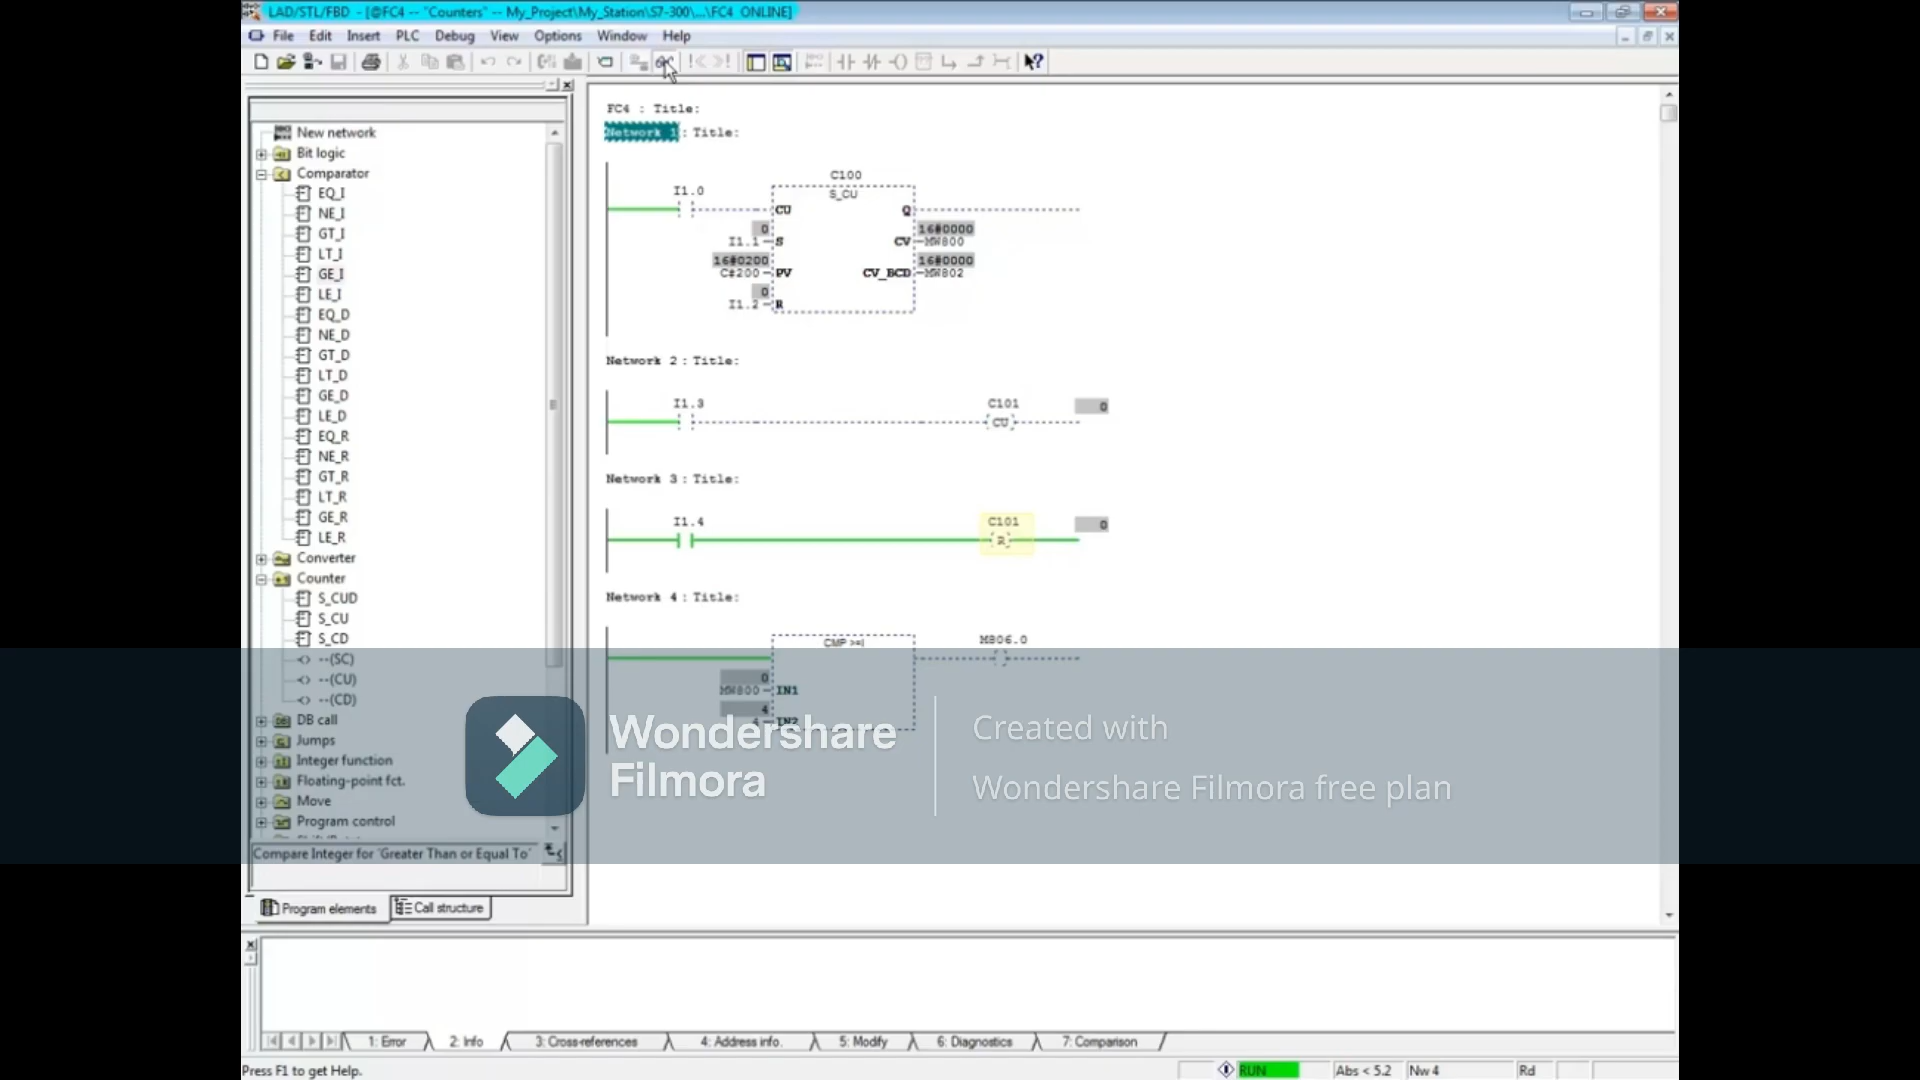 LAD/STL/FBD - [@FC4 -- "Counters" -- My_Project\My_Station\S7-300\...\FC4 ONLINE]
File Edit Insert PLC Debug View Options Window Help
New network
Bit logic
Comparator
EQ_I
NE_I
GT_I
LT_I
GE_I
LE_I
EQ_D
NE_D
GT_D
LT_D
GE_D
LE_D
EQ_R
NE_R
GT_R
LT_R
GE_R
LE_R
Converter
Counter
S_CUD
S_CU
S_CD
--(SC)
--(CU)
--(CD)
DB call
Jumps
Integer function
Floating-point fct.
Move
Program control
Compare Integer for 'Greater Than or Equal To'
Program elements
Call structure
FC4 : Title:
Network 1: Title:
C100
I1.0
S_CU
CU Q
0 16#0000
I1.1 S CV MW800
16#0200 16#0000
C#200 PV CV_BCD MW802
0
I1.2 R
Network 2: Title:
I1.3 C101 0
CU
Network 3: Title:
I1.4 C101 0
R
Network 4: Title:
CMP >=I M806.0
0
MW800 IN1
4
4 IN2
Wondershare
Filmora
Created with
Wondershare Filmora free plan
1: Error 2: Info 3: Cross-references 4: Address info. 5: Modify 6: Diagnostics 7: Comparison
Press F1 to get Help.
RUN Abs < 5.2 Nw 4 Rd